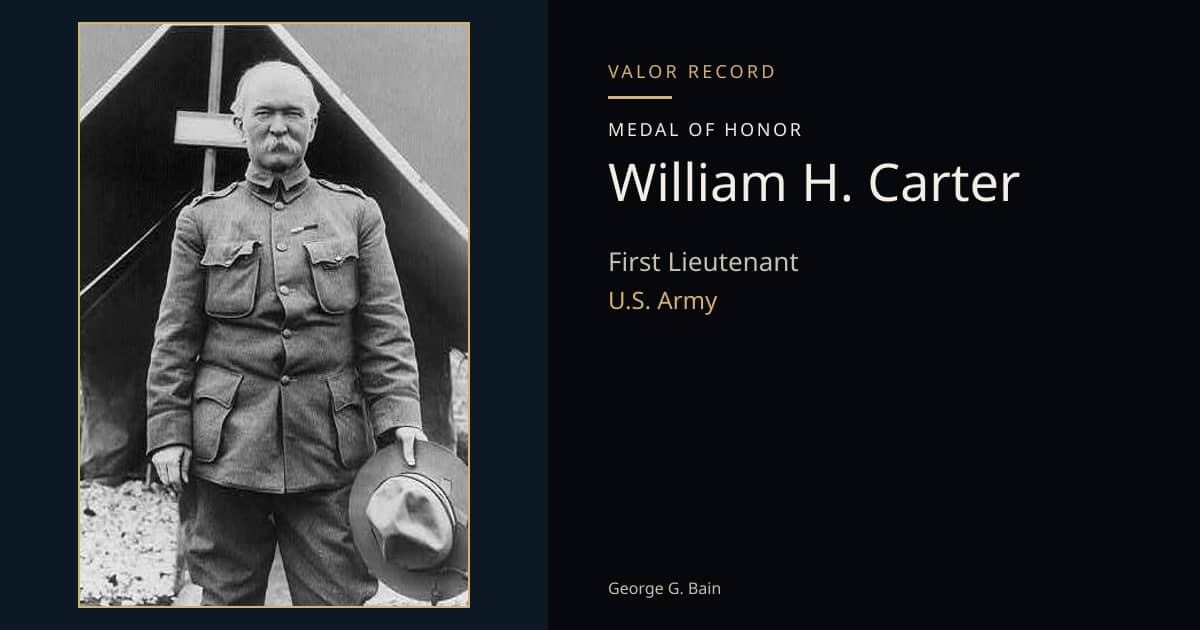 VALOR RECORD
MEDAL OF HONOR
William H. Carter
First Lieutenant
U.S. Army
George G. Bain